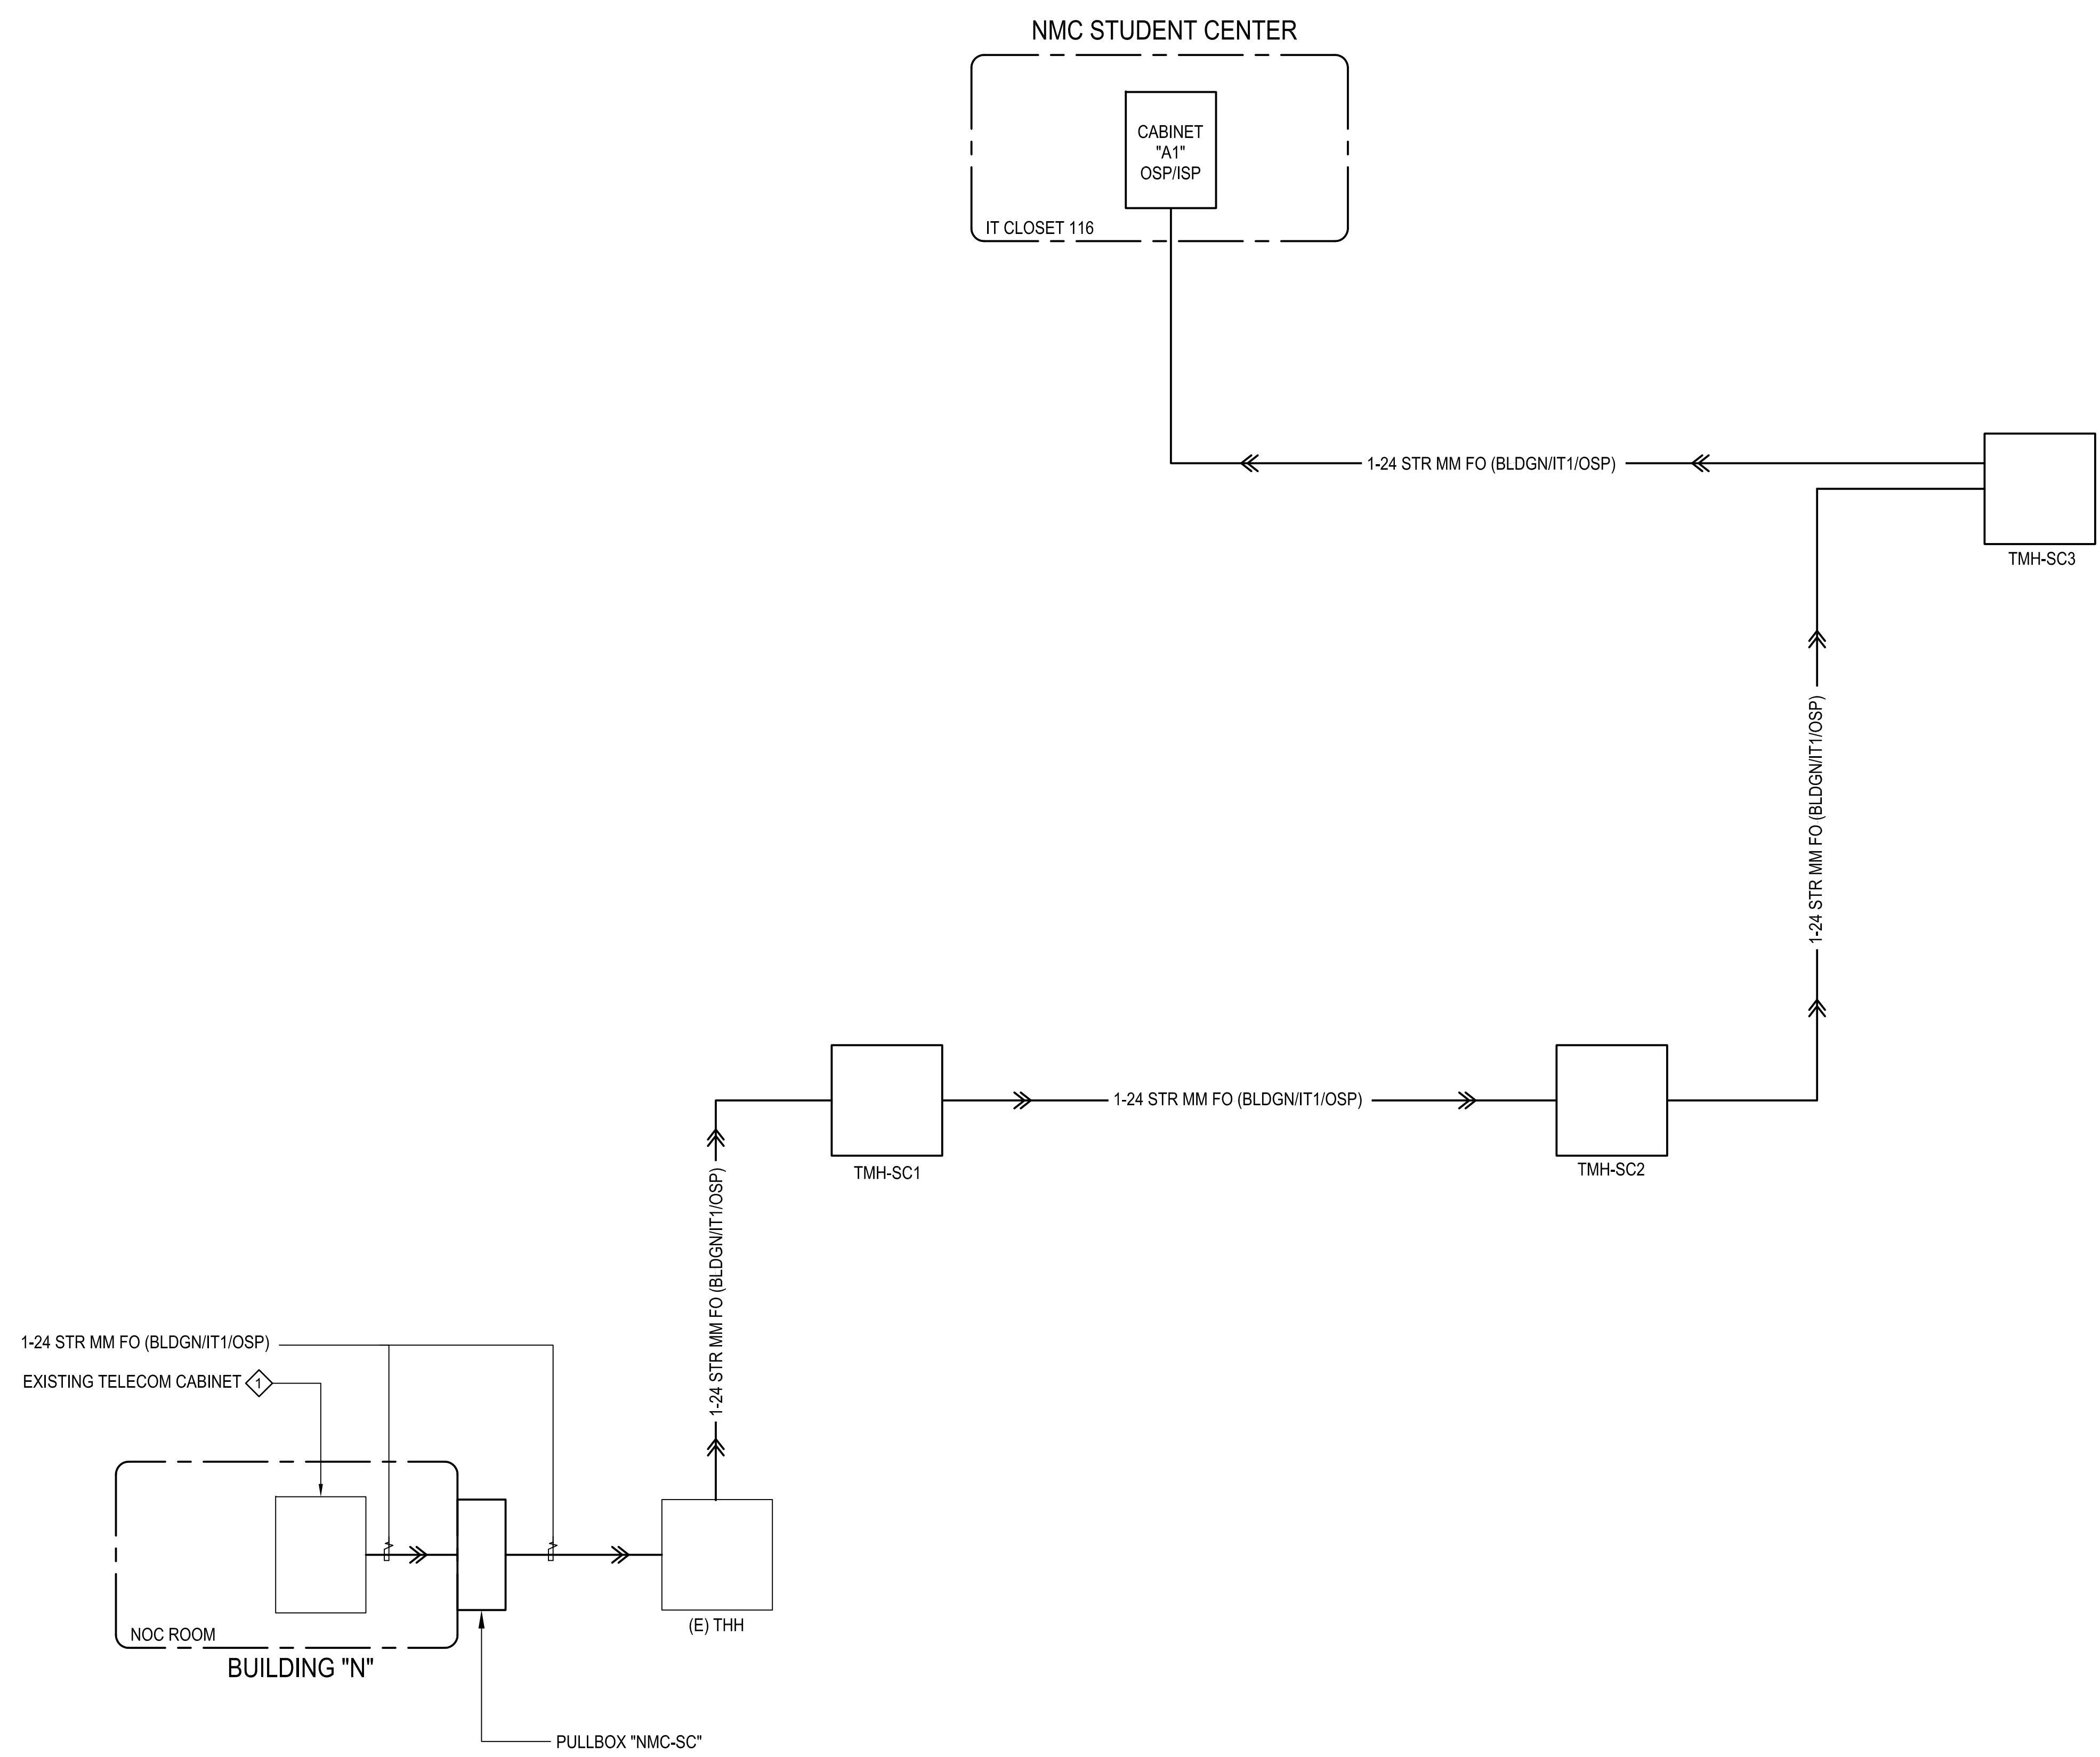 NMC STUDENT CENTER
CABINET
"A1"
OSP/ISP
IT CLOSET 116
1-24 STR MM FO (BLDGN/IT1/OSP)
TMH-SC3
1-24 STR MM FO (BLDGN/IT1/OSP)
1-24 STR MM FO (BLDGN/IT1/OSP)
TMH-SC1
TMH-SC2
1-24 STR MM FO (BLDGN/IT1/OSP)
1-24 STR MM FO (BLDGN/IT1/OSP)
EXISTING TELECOM CABINET 1
NOC ROOM
(E) THH
BUILDING "N"
PULLBOX "NMC-SC"